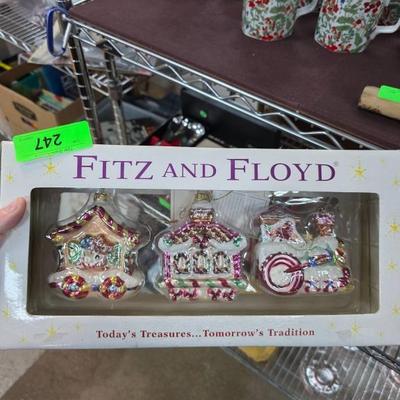 247
FITZ AND FLOYD®
Today's Treasures...Tomorrow's Tradition